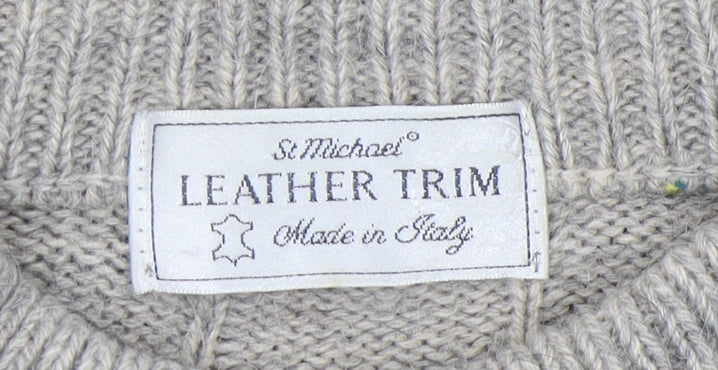 St Michael®
LEATHER TRIM
Made in Italy